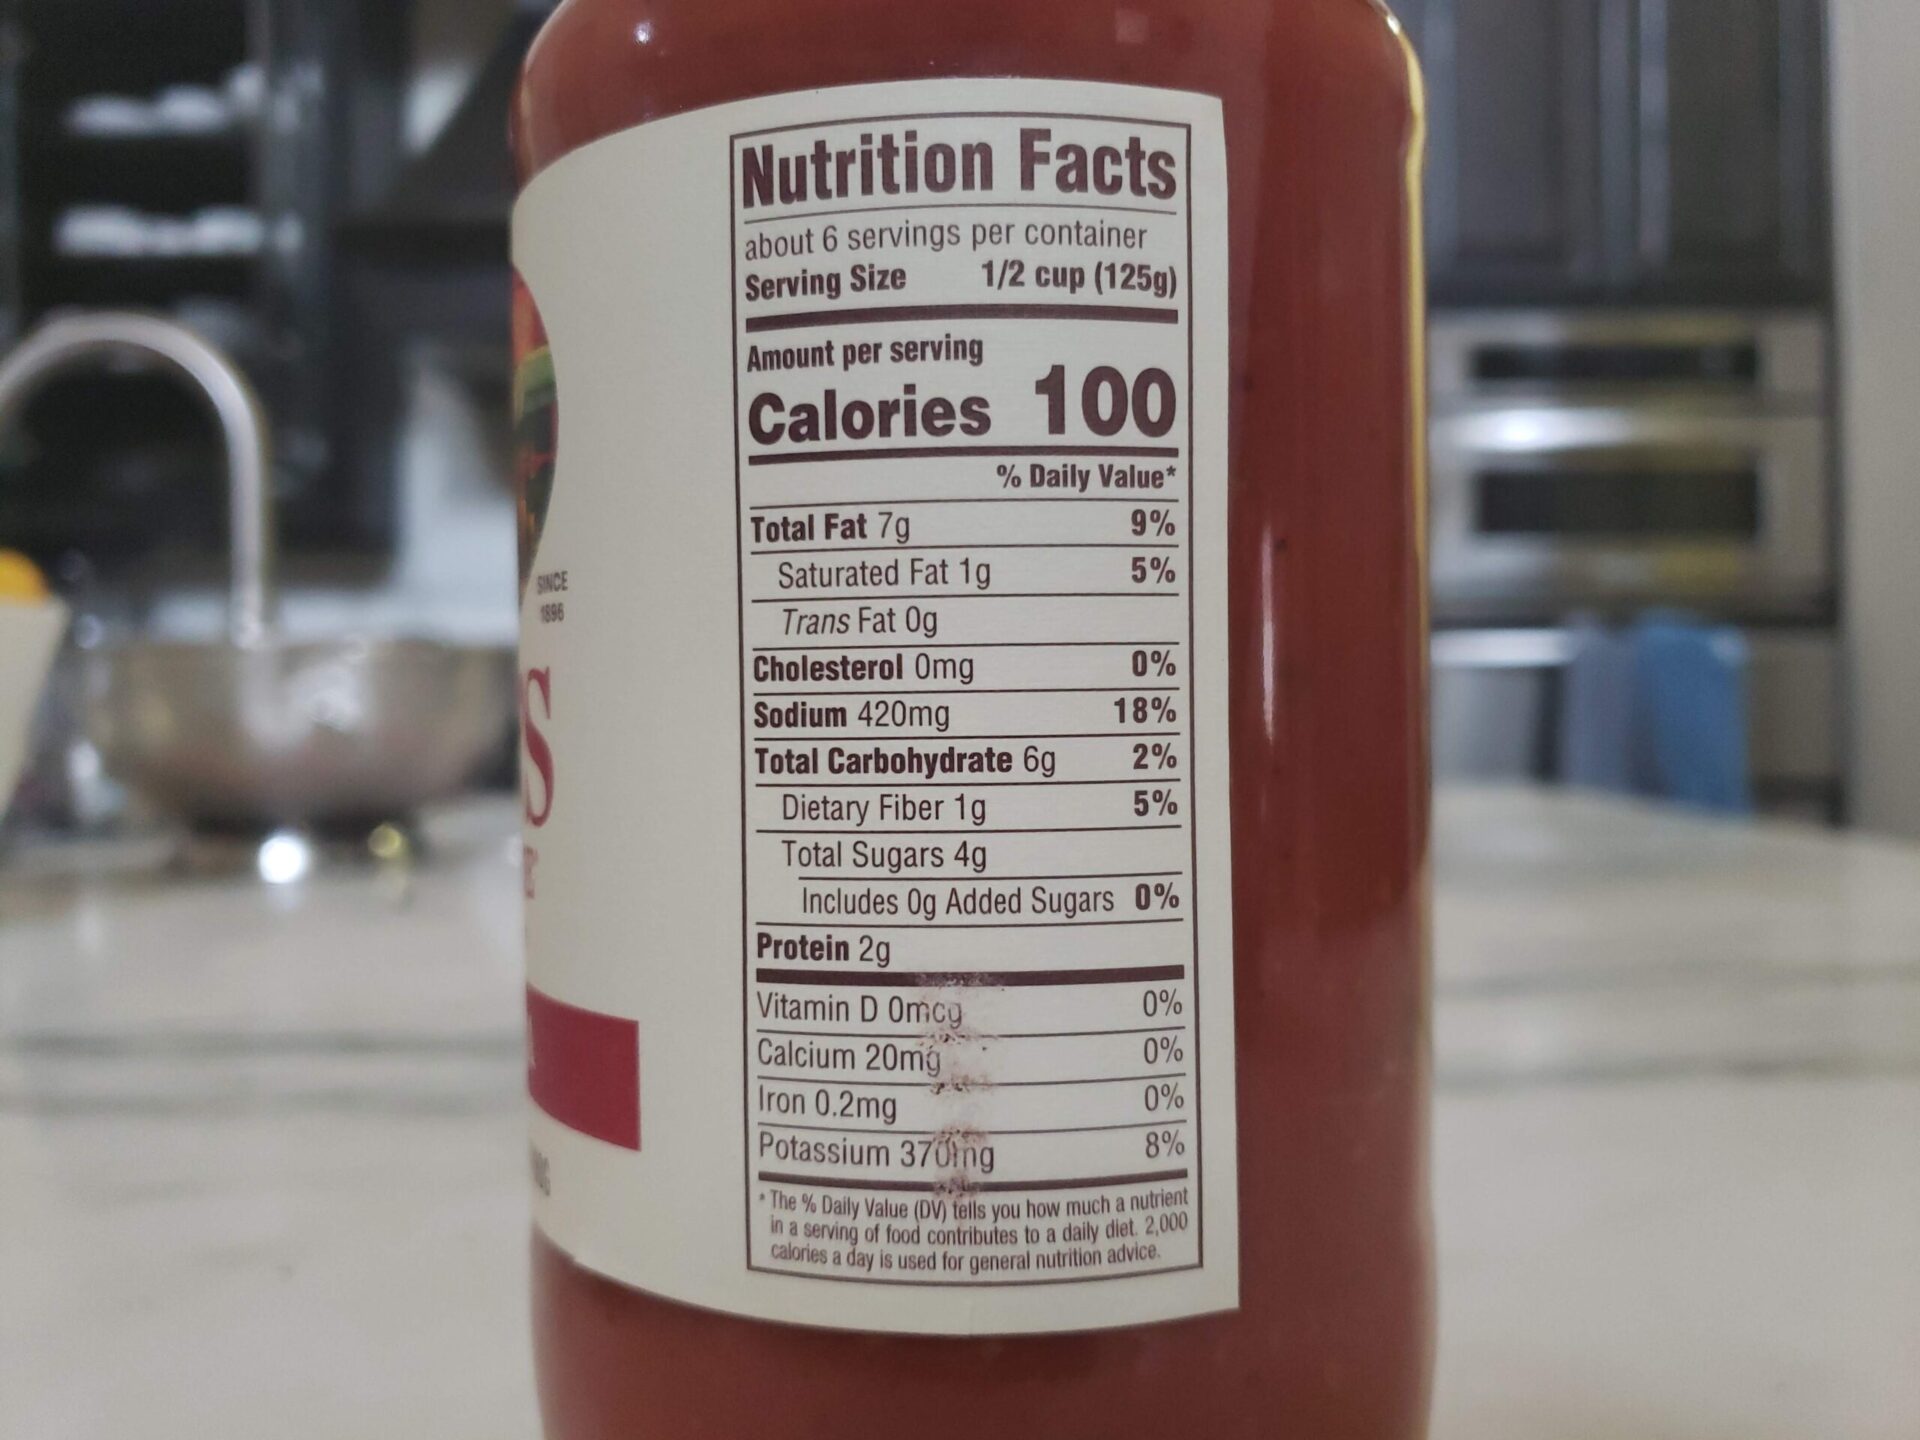 Nutrition Facts
about 6 servings per container
Serving Size 1/2 cup (125g)
Amount per serving
Calories 100
% Daily Value*
Total Fat 7g 9%
Saturated Fat 1g 5%
Trans Fat 0g
Cholesterol 0mg 0%
Sodium 420mg 18%
Total Carbohydrate 6g 2%
Dietary Fiber 1g 5%
Total Sugars 4g
Includes 0g Added Sugars 0%
Protein 2g
Vitamin D 0mcg 0%
Calcium 20mg 0%
Iron 0.2mg 0%
Potassium 370mg 8%
* The % Daily Value (DV) tells you how much a nutrient
in a serving of food contributes to a daily diet. 2,000
calories a day is used for general nutrition advice.
SINCE
1896